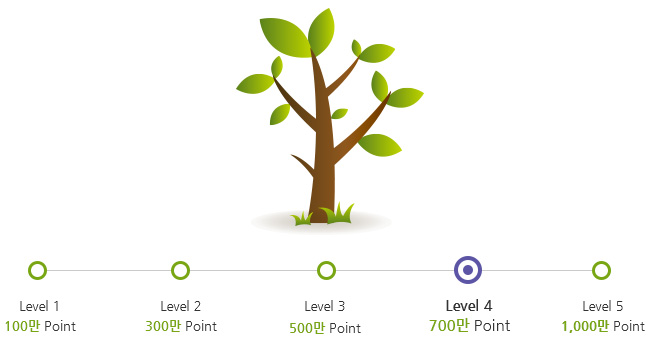 Level 1
100만 Point
Level 2
300만 Point
Level 3
500만 Point
Level 4
700만 Point
Level 5
1,000만 Point